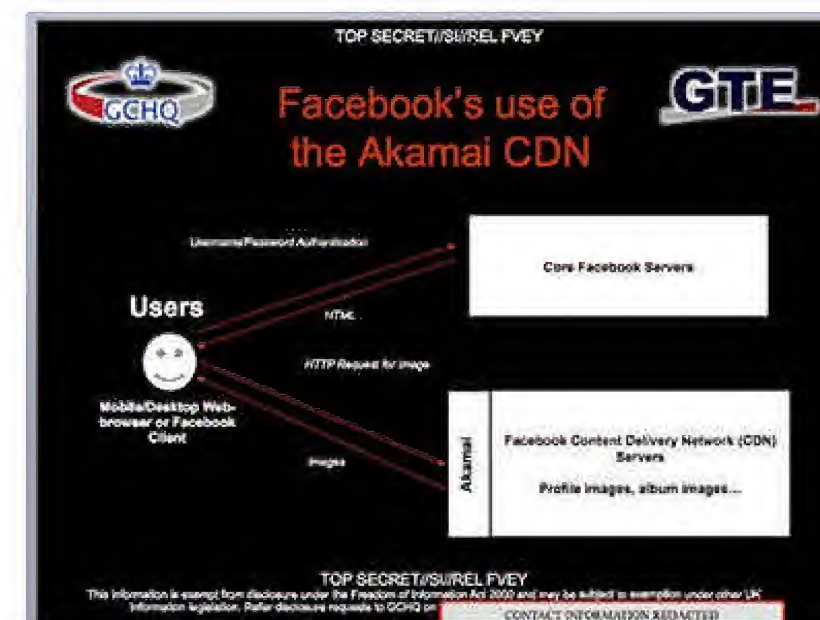 TOP SECRET//SI//REL FVEY
GCHQ
GTE
Facebook's use of
the Akamai CDN
Username/Password Authentication
Core Facebook Servers
Users
HTML
HTTP Request for Image
Mobile/Desktop Web-
browser or Facebook
Client
Images
Akamai
Facebook Content Delivery Network (CDN)
Servers
Profile images, album images...
TOP SECRET//SI//REL FVEY
This information is exempt from disclosure under the Freedom of Information Act 2000 and may be subject to exemption under other UK
information legislation. Refer disclosure requests to GCHQ on
CONTACT INFORMATION REDACTED